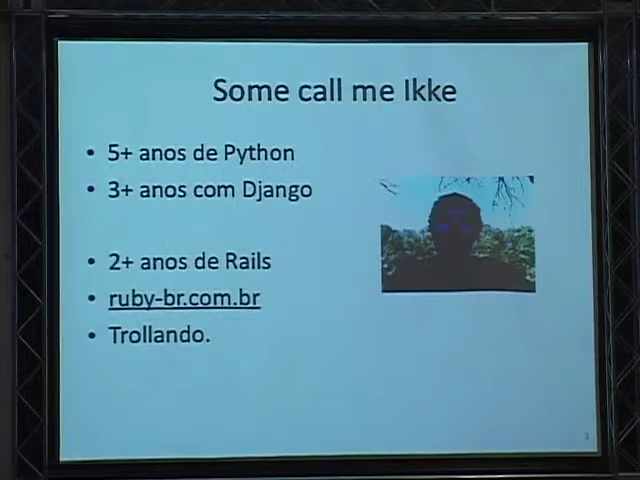 Some call me Ikke
• 5+ anos de Python
• 3+ anos com Django
• 2+ anos de Rails
• ruby-br.com.br
• Trollando.
3